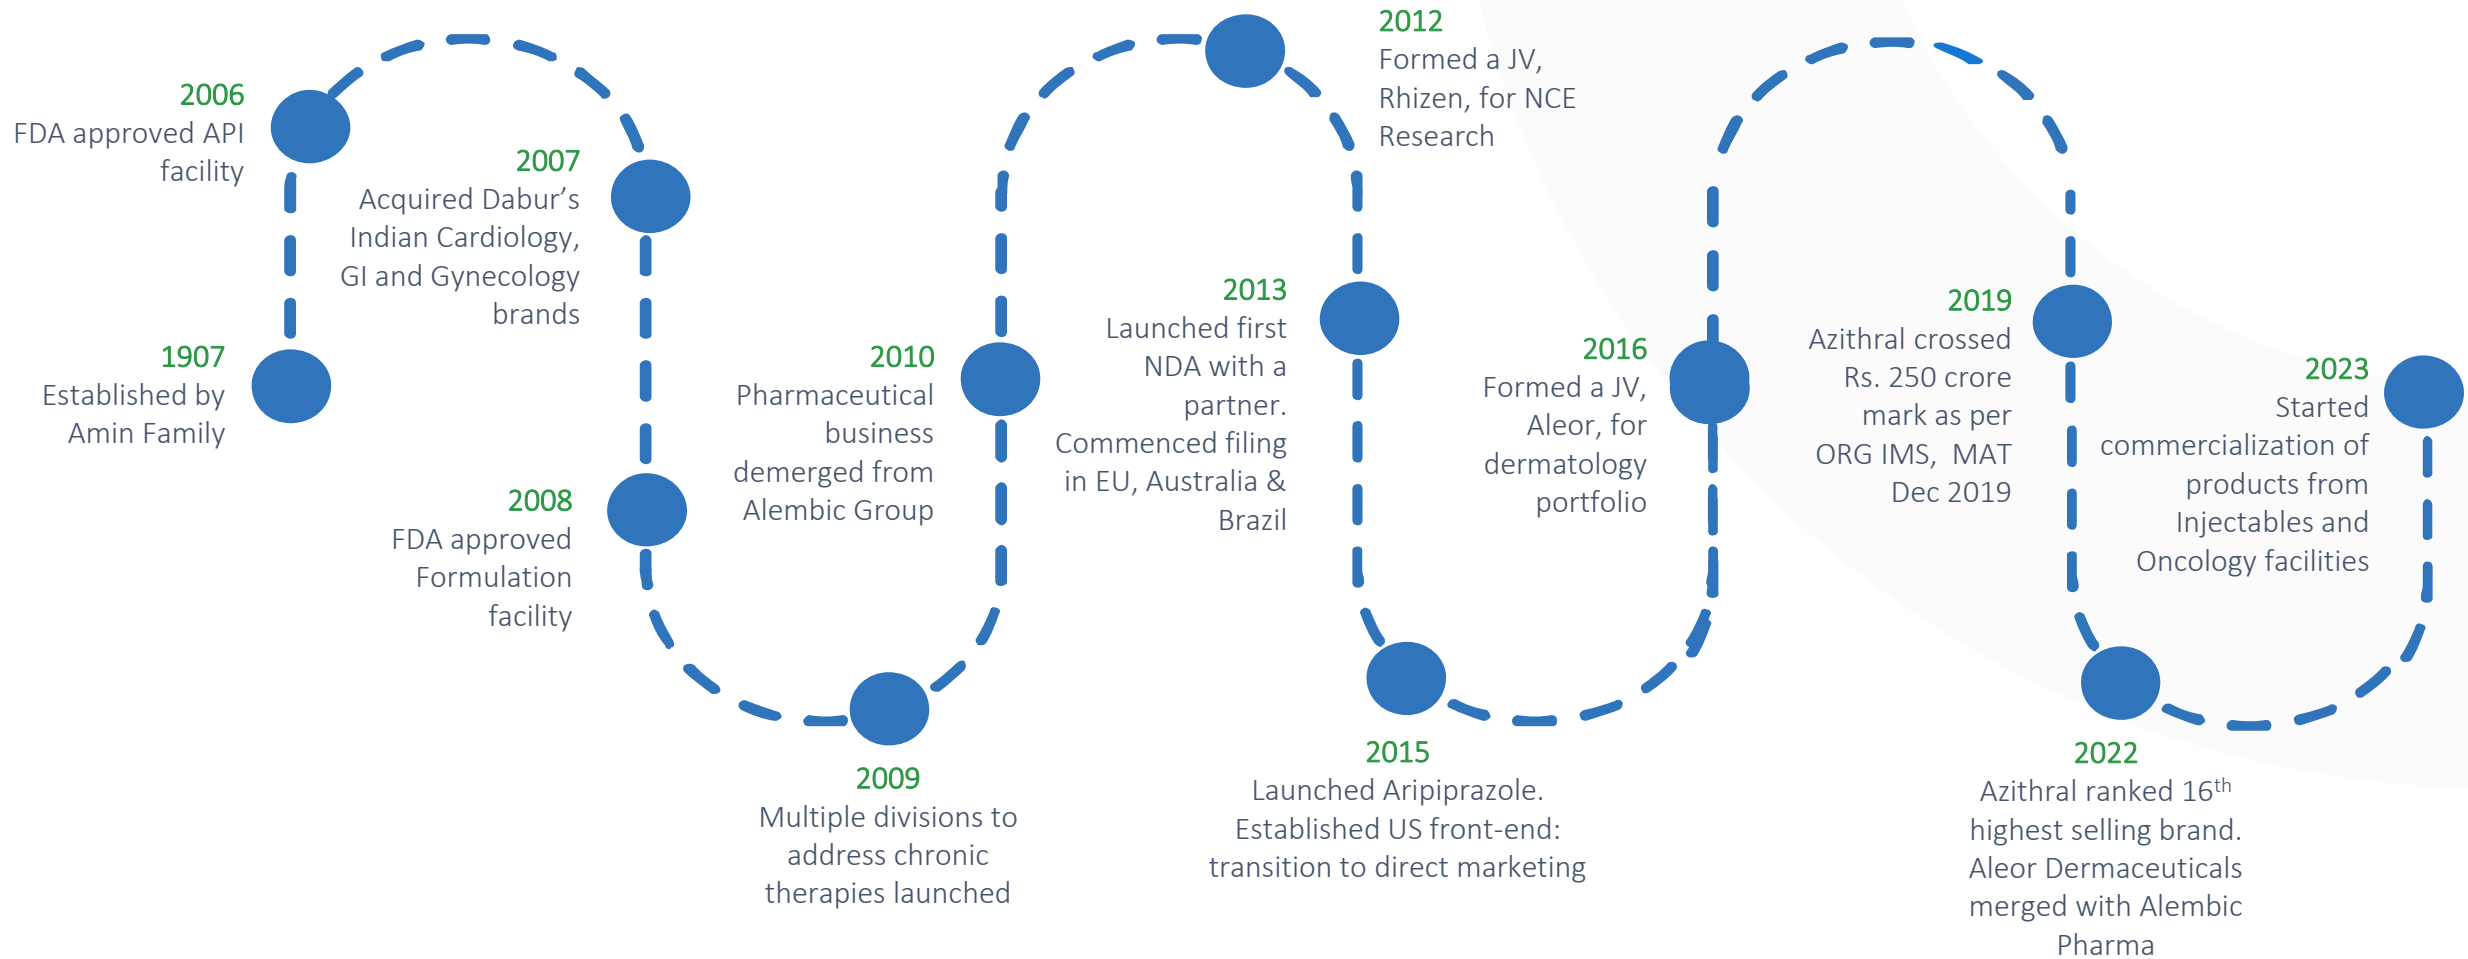 1907
Established by
Amin Family
2006
FDA approved API
facility
2007
Acquired Dabur’s
Indian Cardiology,
GI and Gynecology
brands
2008
FDA approved
Formulation
facility
2009
Multiple divisions to
address chronic
therapies launched
2010
Pharmaceutical
business
demerged from
Alembic Group
2012
Formed a JV,
Rhizen, for NCE
Research
2013
Launched first
NDA with a
partner.
Commenced filing
in EU, Australia &
Brazil
2015
Launched Aripiprazole.
Established US front-end:
transition to direct marketing
2016
Formed a JV,
Aleor, for
dermatology
portfolio
2019
Azithral crossed
Rs. 250 crore
mark as per
ORG IMS,  MAT
Dec 2019
2022
Azithral ranked 16th
highest selling brand.
Aleor Dermaceuticals
merged with Alembic
Pharma
2023
Started
commercialization of
products from
Injectables and
Oncology facilities